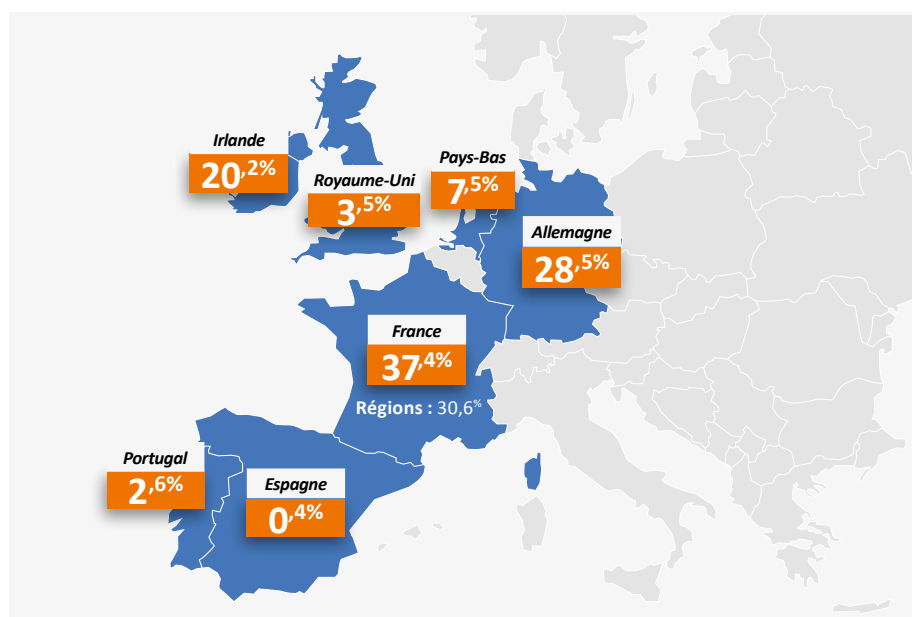 Irlande
20,2%
Royaume-Uni
3,5%
Pays-Bas
7,5%
Allemagne
28,5%
France
37,4%
Régions : 30,6%
Portugal
2,6%
Espagne
0,4%